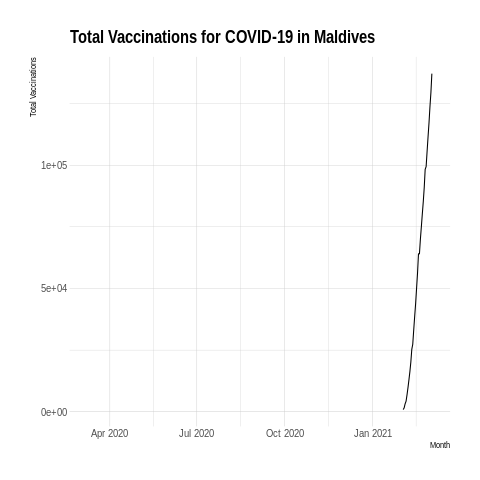 Total Vaccinations for COVID-19 in Maldives
Total Vaccinations
1e+05
5e+04
0e+00
Apr 2020 Jul 2020 Oct 2020 Jan 2021
Month